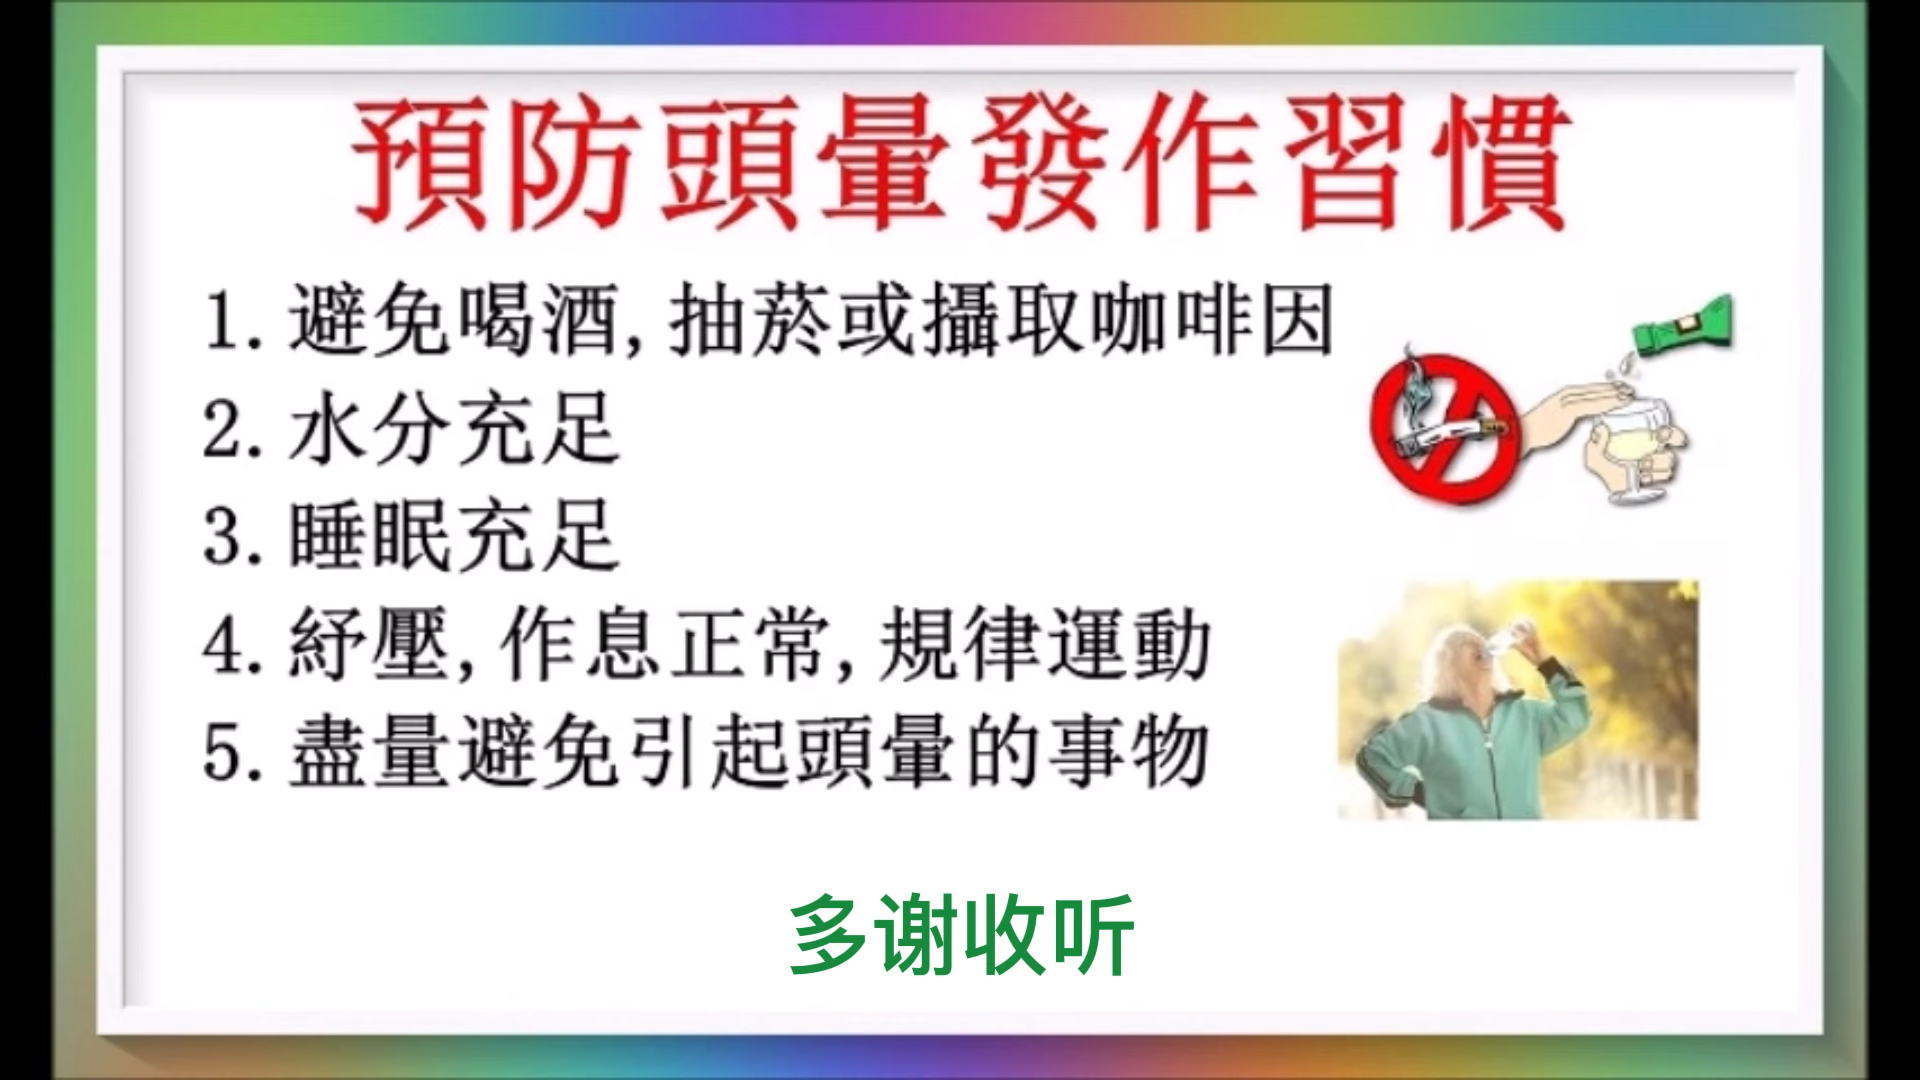 預防頭暈發作習慣
1.避免喝酒,抽菸或攝取咖啡因
2.水分充足
3.睡眠充足
4.紓壓,作息正常,規律運動
5.盡量避免引起頭暈的事物
多谢收听